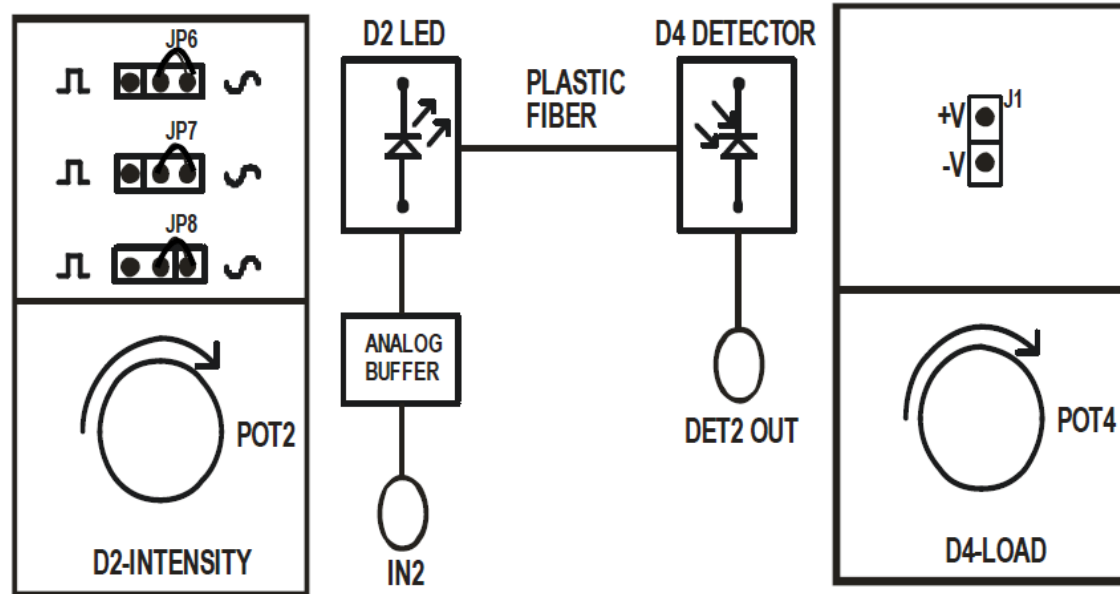 JP6
JP7
JP8
POT2
D2-INTENSITY
D2 LED
ANALOG
BUFFER
IN2
PLASTIC
FIBER
D4 DETECTOR
DET2 OUT
J1
+V
-V
POT4
D4-LOAD